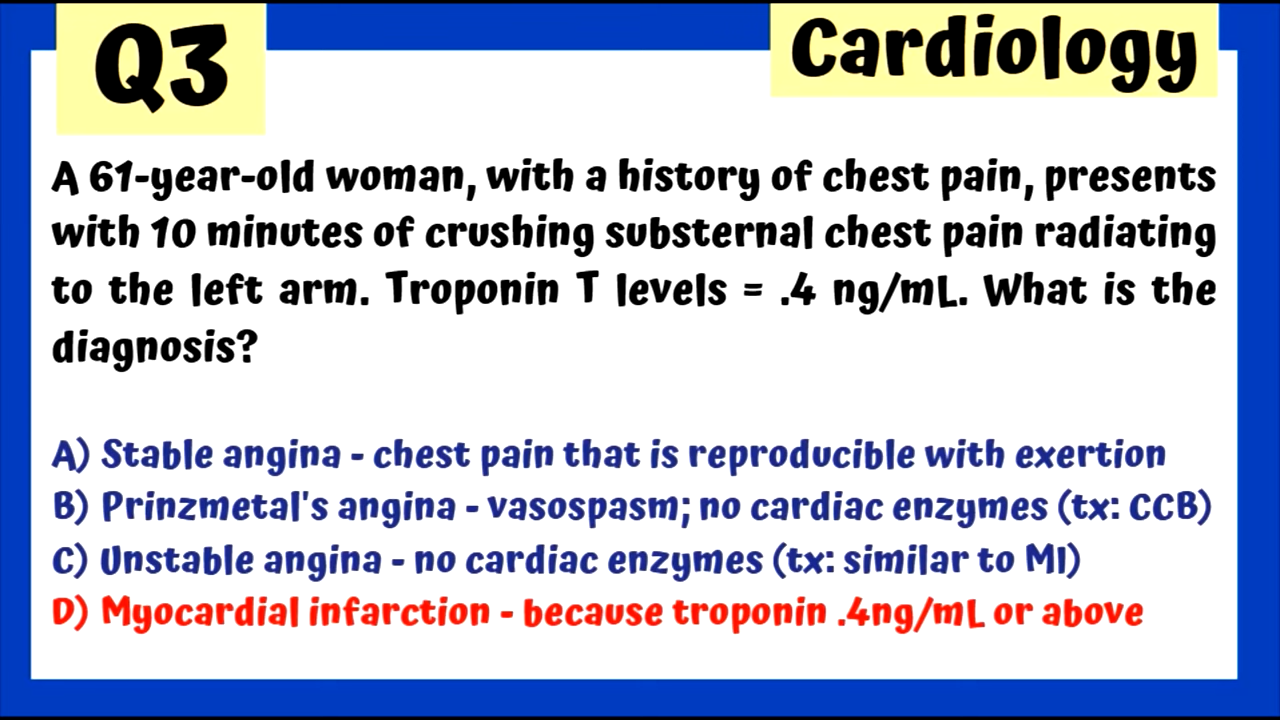 Q3
Cardiology
A 61-year-old woman, with a history of chest pain, presents
with 10 minutes of crushing substernal chest pain radiating
to the left arm. Troponin T levels = .4 ng/mL. What is the
diagnosis?
A) Stable angina - chest pain that is reproducible with exertion
B) Prinzmetal's angina - vasospasm; no cardiac enzymes (tx: CCB)
C) Unstable angina - no cardiac enzymes (tx: similar to MI)
D) Myocardial infarction - because troponin .4ng/mL or above